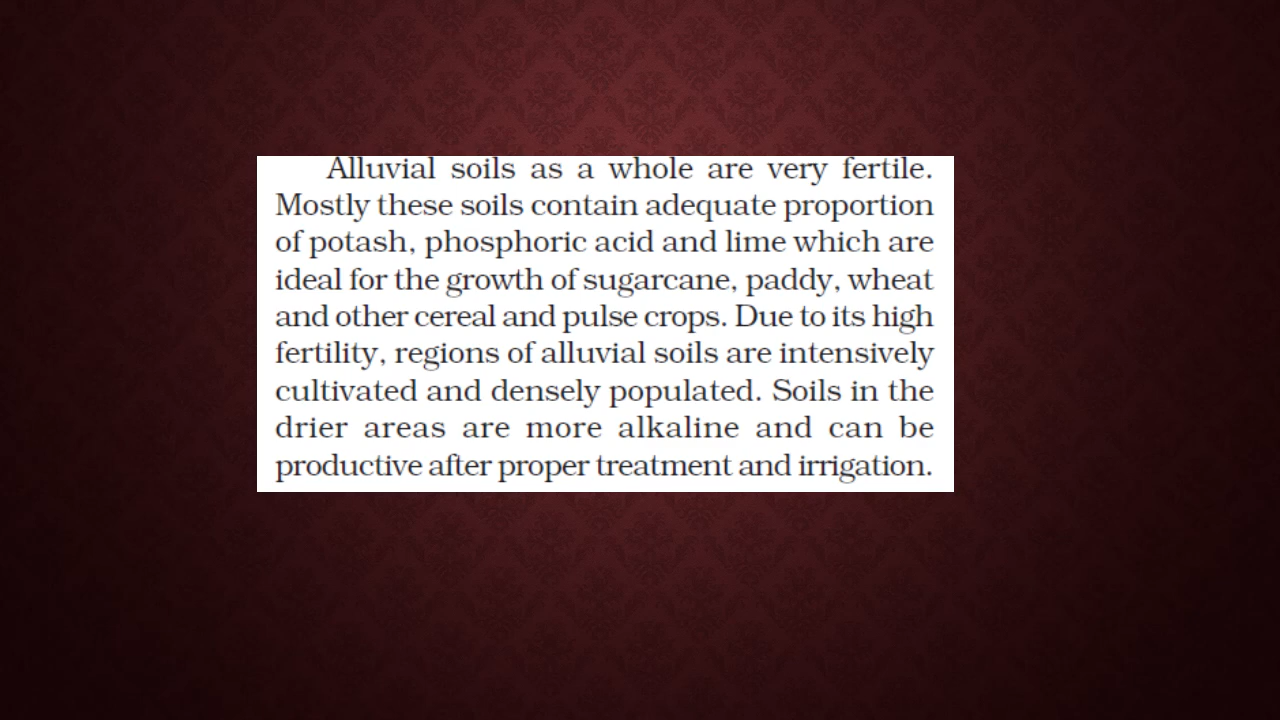 Alluvial soils as a whole are very fertile.
Mostly these soils contain adequate proportion
of potash, phosphoric acid and lime which are
ideal for the growth of sugarcane, paddy, wheat
and other cereal and pulse crops. Due to its high
fertility, regions of alluvial soils are intensively
cultivated and densely populated. Soils in the
drier areas are more alkaline and can be
productive after proper treatment and irrigation.